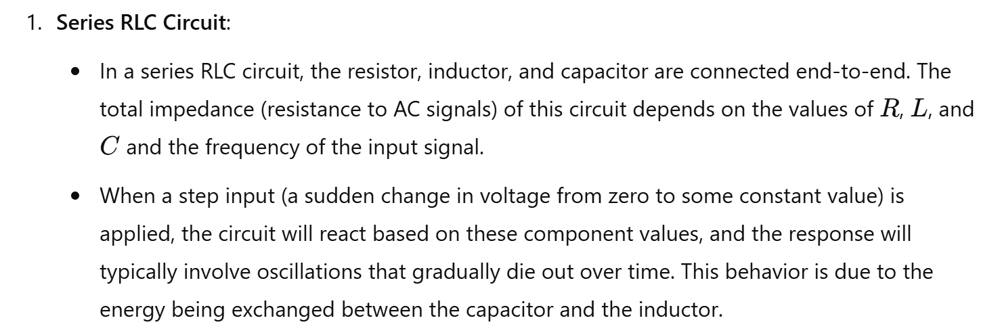 1. Series RLC Circuit:
• In a series RLC circuit, the resistor, inductor, and capacitor are connected end-to-end. The
total impedance (resistance to AC signals) of this circuit depends on the values of R, L, and
C and the frequency of the input signal.
• When a step input (a sudden change in voltage from zero to some constant value) is
applied, the circuit will react based on these component values, and the response will
typically involve oscillations that gradually die out over time. This behavior is due to the
energy being exchanged between the capacitor and the inductor.